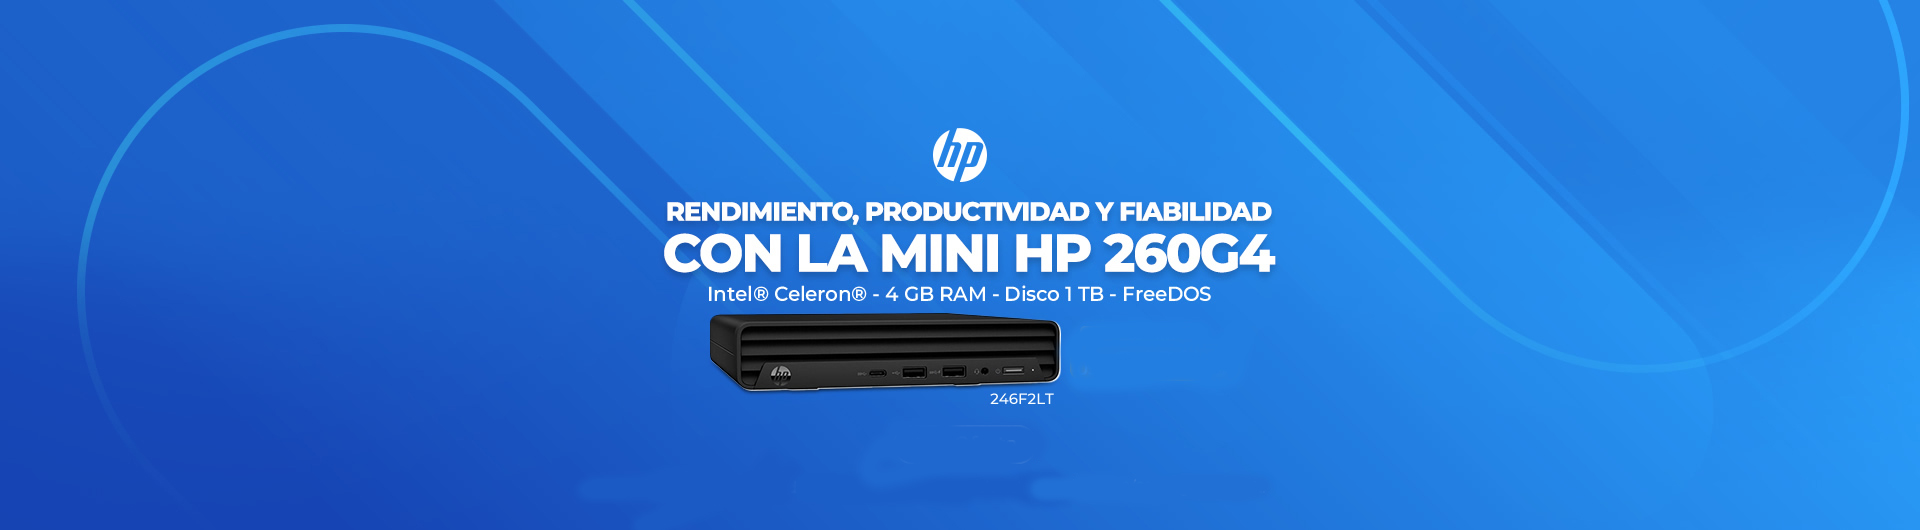 hp
RENDIMIENTO, PRODUCTIVIDAD Y FIABILIDAD
CON LA MINI HP 260G4
Intel® Celeron® - 4 GB RAM - Disco 1 TB - FreeDOS
hp
246F2LT